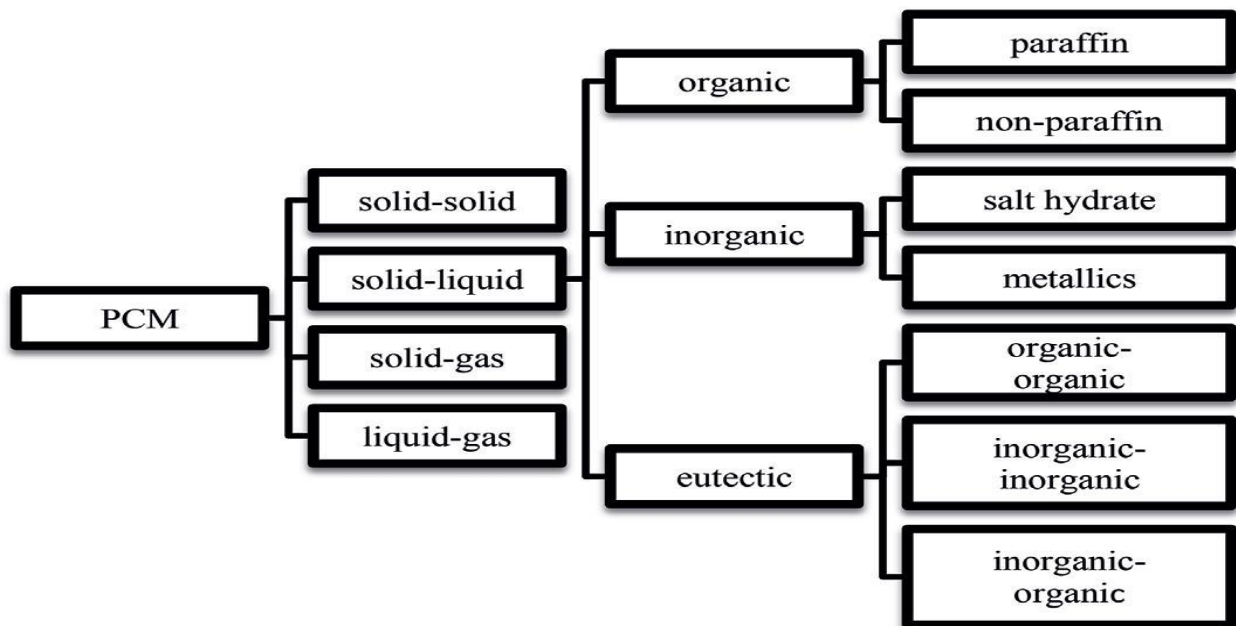 PCM
solid-solid
solid-liquid
solid-gas
liquid-gas
organic
inorganic
eutectic
paraffin
non-paraffin
salt hydrate
metallics
organic-
organic
inorganic-
inorganic
inorganic-
organic